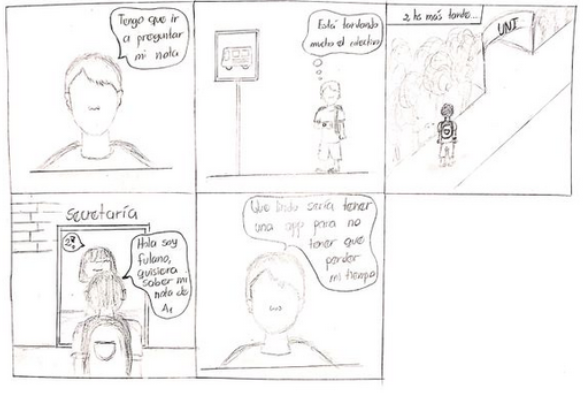 Tengo que ir
a preguntar
mi nota
Está tardando
mucho el colectivo
2 hs más tarde...
UNI
Secretaría
Hola soy
fulano,
quisiera
saber mi
nota de
Que lindo sería tener
una app para no
tener que
perder
mi tiempo